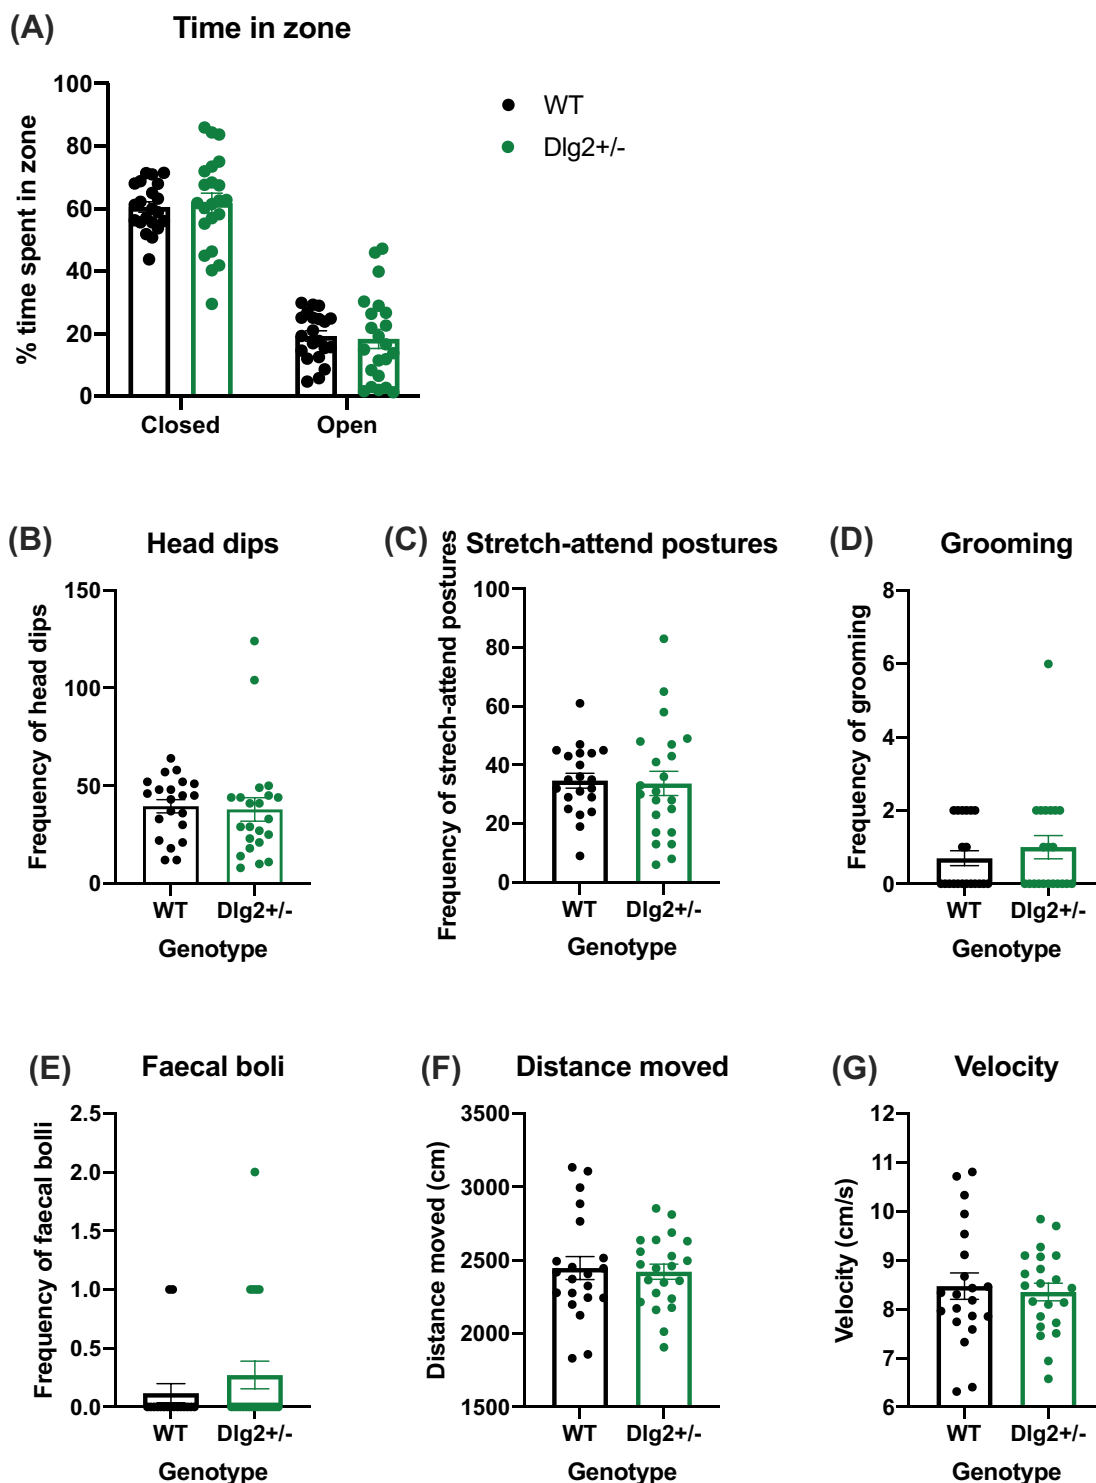 (A) Time in zone
% time spent in zone
100
80
60
40
20
0
Closed Open
WT
Dlg2+/-
(B) Head dips
Frequency of head dips
150
100
50
0
WT Dlg2+/-
Genotype
(C) Stretch-attend postures
Frequency of strech-attend postures
100
80
60
40
20
0
WT Dlg2+/-
Genotype
(D) Grooming
Frequency of grooming
8
6
4
2
0
WT Dlg2+/-
Genotype
(E) Faecal boli
Frequency of faecal bolli
2.5
2.0
1.5
1.0
0.5
0.0
WT Dlg2+/-
Genotype
(F) Distance moved
Distance moved (cm)
3500
3000
2500
2000
1500
WT Dlg2+/-
Genotype
(G) Velocity
Velocity (cm/s)
12
11
10
9
8
7
6
WT Dlg2+/-
Genotype